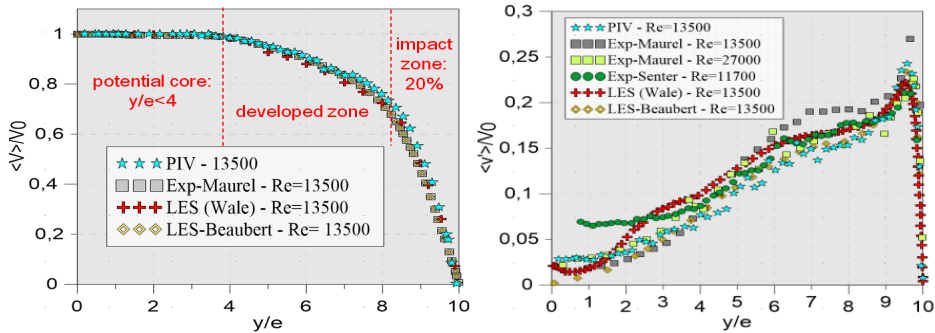 <V>/V0
1
0,8
0,6
0,4
0,2
0
0 2 4 6 8 10
y/e
potential core:
y/e<4
developed zone
impact
zone:
20%
PIV - 13500
Exp-Maurel - Re=13500
LES (Wale) - Re=13500
LES-Beaubert - Re= 13500
<v'>/V0
0,3
0,25
0,2
0,15
0,1
0,05
0
0 1 2 3 4 5 6 7 8 9 10
y/e
PIV - Re=13500
Exp-Maurel - Re=13500
Exp-Maurel - Re=27000
Exp-Senter - Re=11700
LES (Wale) - Re=13500
LES-Beaubert - Re=13500